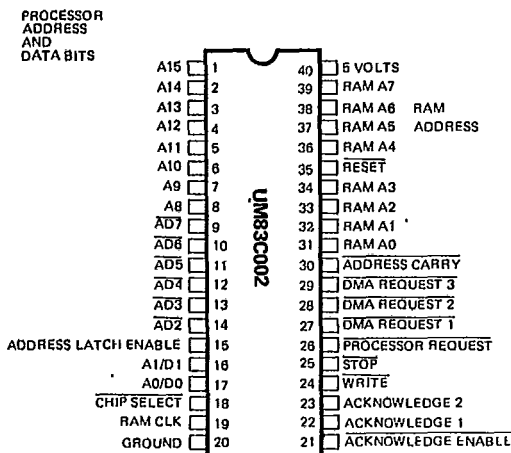 PROCESSOR
ADDRESS
AND
DATA BITS
A15 1
A14 2
A13 3
A12 4
A11 5
A10 6
A9 7
A8 8
AD7 9
AD6 10
AD5 11
AD4 12
AD3 13
AD2 14
ADDRESS LATCH ENABLE 15
A1/D1 16
A0/D0 17
CHIP SELECT 18
RAM CLK 19
GROUND 20
UM83C002
40 5 VOLTS
39 RAM A7
38 RAM A6 RAM
37 RAM A5 ADDRESS
36 RAM A4
35 RESET
34 RAM A3
33 RAM A2
32 RAM A1
31 RAM A0
30 ADDRESS CARRY
29 DMA REQUEST 3
28 DMA REQUEST 2
27 DMA REQUEST 1
26 PROCESSOR REQUEST
25 STOP
24 WRITE
23 ACKNOWLEDGE 2
22 ACKNOWLEDGE 1
21 ACKNOWLEDGE ENABLE